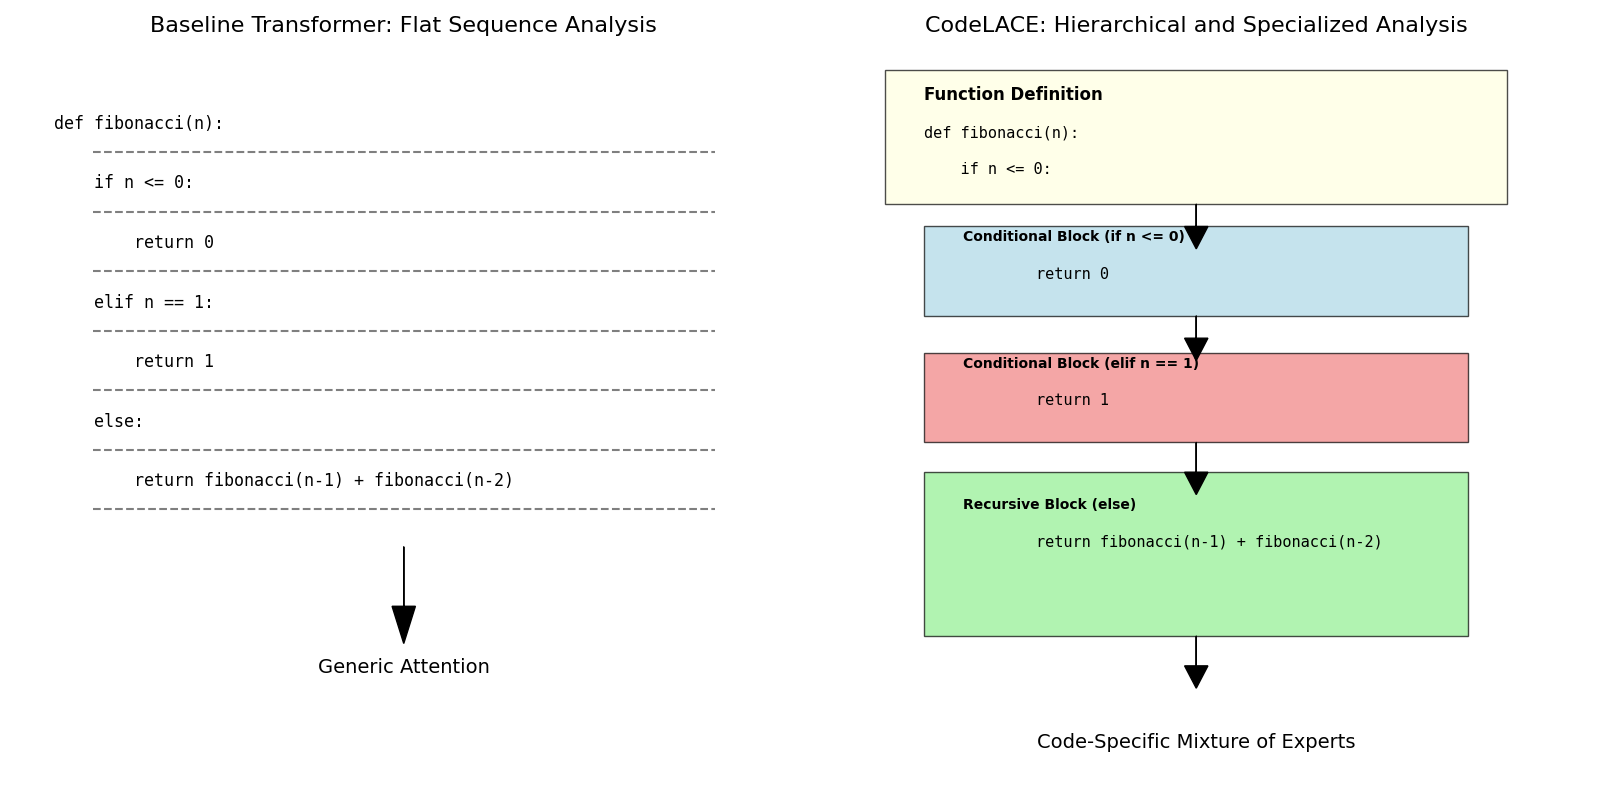 Baseline Transformer: Flat Sequence Analysis
def fibonacci(n):
    if n <= 0:
        return 0
    elif n == 1:
        return 1
    else:
        return fibonacci(n-1) + fibonacci(n-2)
Generic Attention
CodeLACE: Hierarchical and Specialized Analysis
Function Definition
def fibonacci(n):
    if n <= 0:
Conditional Block (if n <= 0)
        return 0
Conditional Block (elif n == 1)
        return 1
Recursive Block (else)
        return fibonacci(n-1) + fibonacci(n-2)
Code-Specific Mixture of Experts